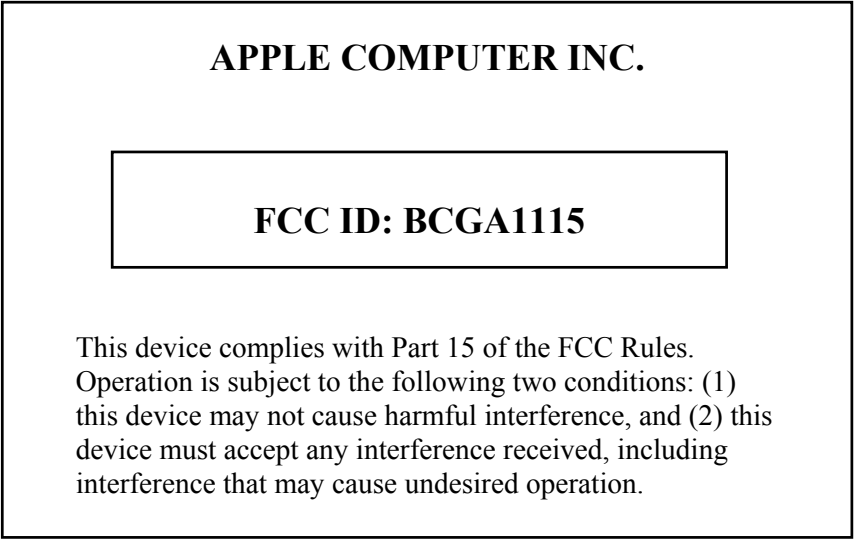 APPLE COMPUTER INC.
FCC ID: BCGA1115
This device complies with Part 15 of the FCC Rules.
Operation is subject to the following two conditions: (1)
this device may not cause harmful interference, and (2) this
device must accept any interference received, including
interference that may cause undesired operation.